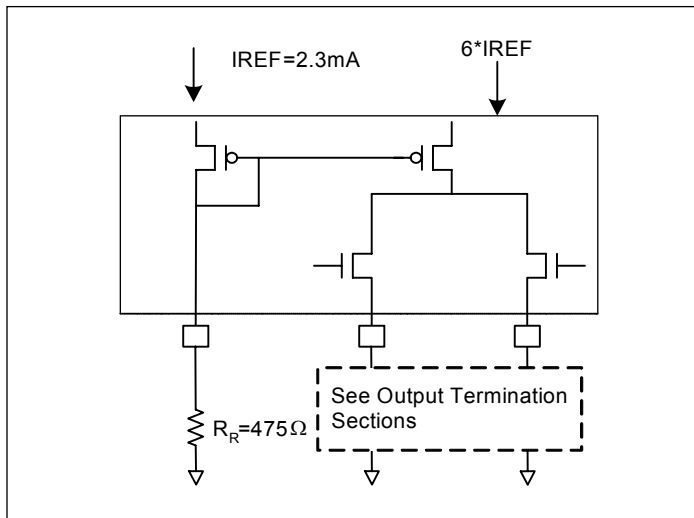 IREF=2.3mA
6*IREF
See Output Termination
Sections
RR=475Ω